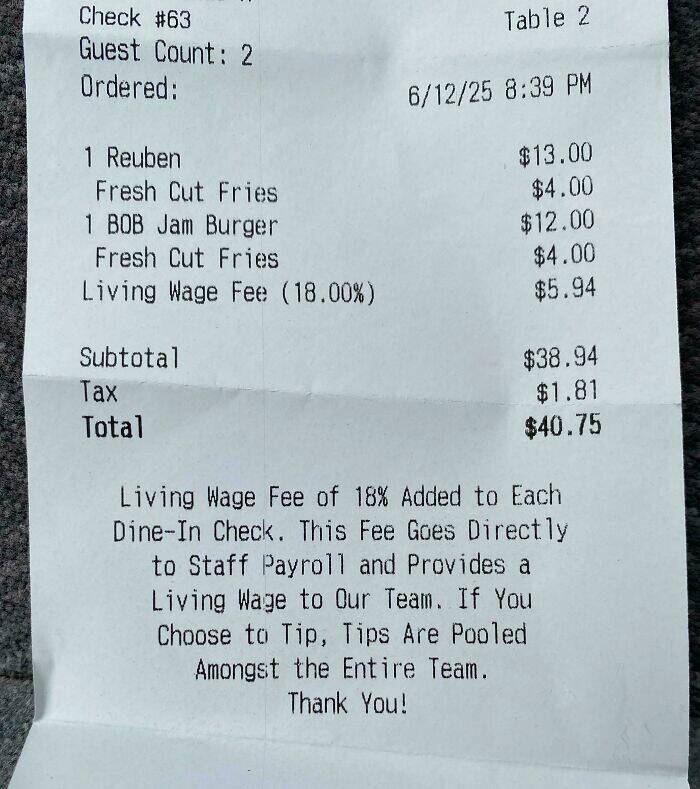 Check #63 Table 2
Guest Count: 2
Ordered: 6/12/25 8:39 PM
1 Reuben $13.00
Fresh Cut Fries $4.00
1 BOB Jam Burger $12.00
Fresh Cut Fries $4.00
Living Wage Fee (18.00%) $5.94
Subtotal $38.94
Tax $1.81
Total $40.75
Living Wage Fee of 18% Added to Each
Dine-In Check. This Fee Goes Directly
to Staff Payroll and Provides a
Living Wage to Our Team. If You
Choose to Tip, Tips Are Pooled
Amongst the Entire Team.
Thank You!